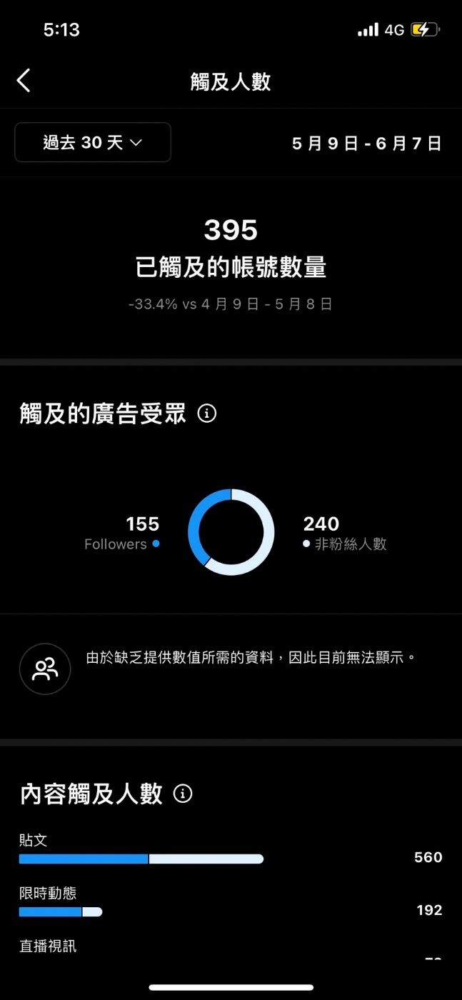 5:13
4G
觸及人數
過去 30 天
5 月 9 日 - 6 月 7 日
395
已觸及的帳號數量
-33.4% vs 4 月 9 日 - 5 月 8 日
觸及的廣告受眾
155
Followers
240
非粉絲人數
由於缺乏提供數值所需的資料，因此目前無法顯示。
內容觸及人數
貼文
560
限時動態
192
直播視訊